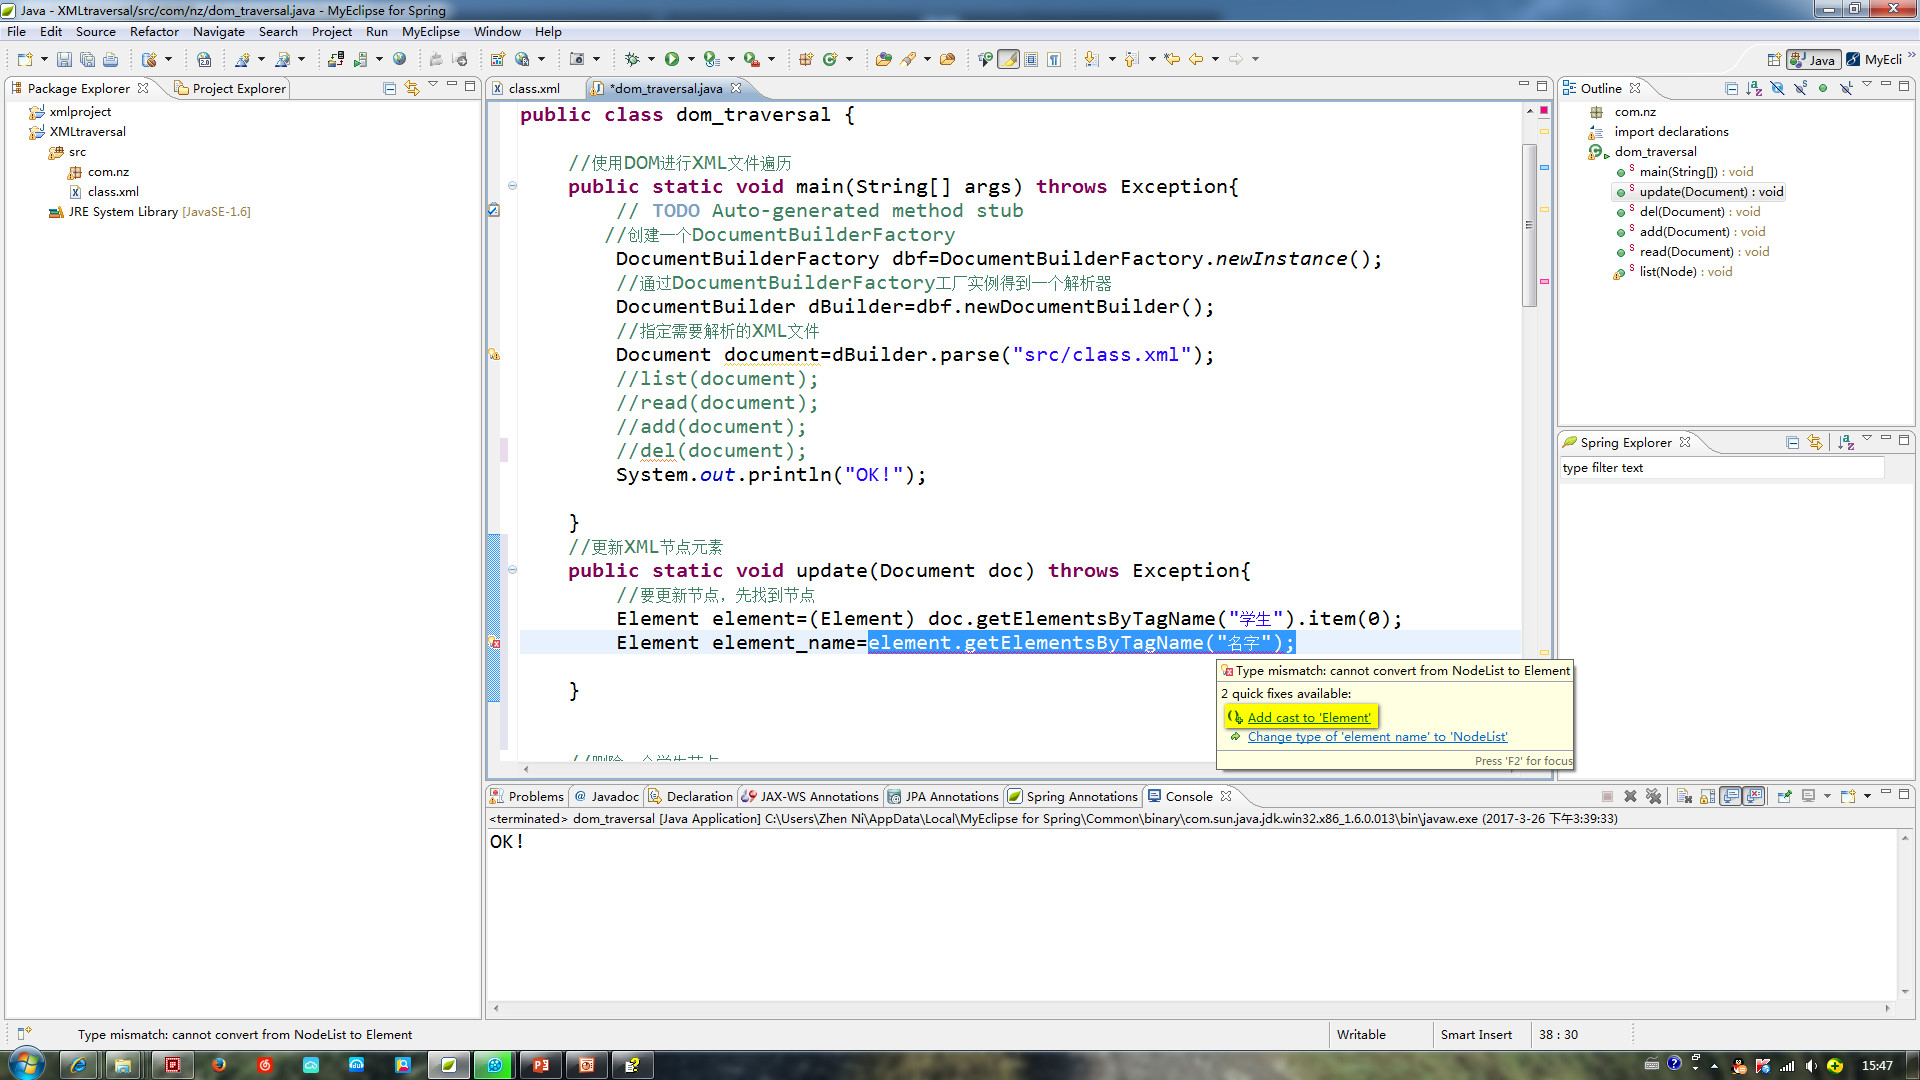 Java - XMLtraversal/src/com/nz/dom_traversal.java - MyEclipse for Spring
File Edit Source Refactor Navigate Search Project Run MyEclipse Window Help
Java MyEcli
Package Explorer Project Explorer
xmlproject
XMLtraversal
src
com.nz
class.xml
JRE System Library [JavaSE-1.6]
class.xml *dom_traversal.java
public class dom_traversal {
//使用DOM进行XML文件遍历
public static void main(String[] args) throws Exception{
// TODO Auto-generated method stub
//创建一个DocumentBuilderFactory
DocumentBuilderFactory dbf=DocumentBuilderFactory.newInstance();
//通过DocumentBuilderFactory工厂实例得到一个解析器
DocumentBuilder dBuilder=dbf.newDocumentBuilder();
//指定需要解析的XML文件
Document document=dBuilder.parse("src/class.xml");
//list(document);
//read(document);
//add(document);
//del(document);
System.out.println("OK!");
}
//更新XML节点元素
public static void update(Document doc) throws Exception{
//要更新节点，先找到节点
Element element=(Element) doc.getElementsByTagName("学生").item(0);
Element element_name=element.getElementsByTagName("名字");
}
Type mismatch: cannot convert from NodeList to Element
2 quick fixes available:
Add cast to 'Element'
Change type of 'element name' to 'NodeList'
Press 'F2' for focus
Outline
com.nz
import declarations
dom_traversal
main(String[]) : void
update(Document) : void
del(Document) : void
add(Document) : void
read(Document) : void
list(Node) : void
Spring Explorer
type filter text
Problems Javadoc Declaration JAX-WS Annotations JPA Annotations Spring Annotations Console
<terminated> dom_traversal [Java Application] C:\Users\Zhen Ni\AppData\Local\MyEclipse for Spring\Common\binary\com.sun.java.jdk.win32.x86_1.6.0.013\bin\javaw.exe (2017-3-26 下午3:39:33)
OK!
Type mismatch: cannot convert from NodeList to Element
Writable Smart Insert 38 : 30
15:47